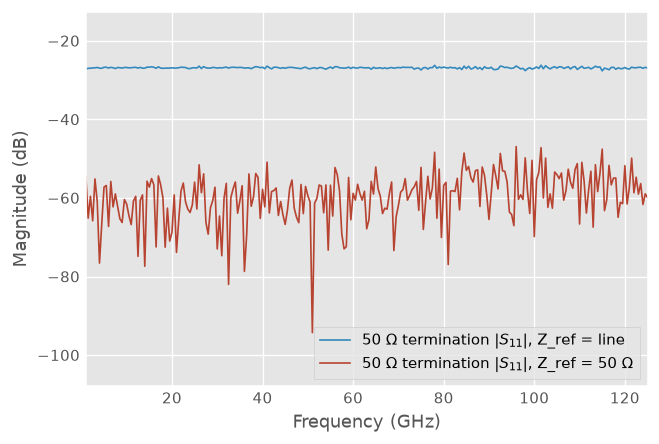 −20
−40
−60
−80
−100
Magnitude (dB)
50 Ω termination |S₁₁|, Z_ref = line
50 Ω termination |S₁₁|, Z_ref = 50 Ω
20 40 60 80 100 120
Frequency (GHz)